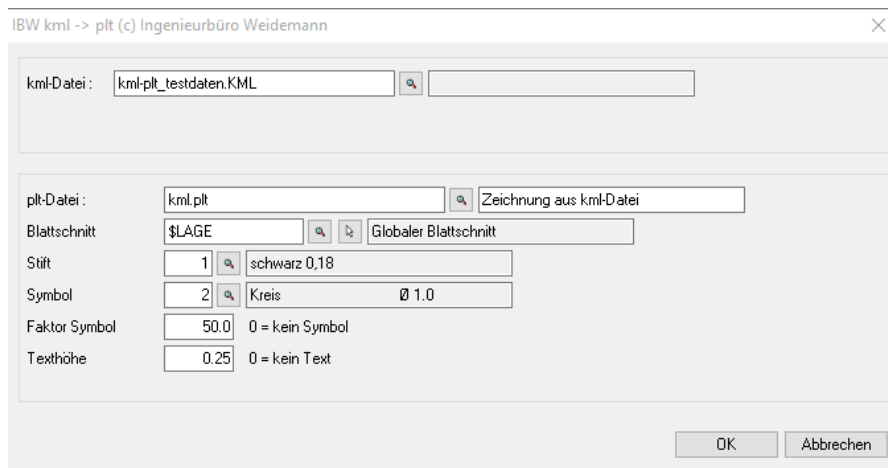 IBW kml -> plt (c) Ingenieurbüro Weidemann
kml-Datei : kml-plt_testdaten.KML
plt-Datei : kml.plt Zeichnung aus kml-Datei
Blattschnitt $LAGE Globaler Blattschnitt
Stift 1 schwarz 0,18
Symbol 2 Kreis Ø 1.0
Faktor Symbol 50.0 0 = kein Symbol
Texthöhe 0.25 0 = kein Text
OK Abbrechen